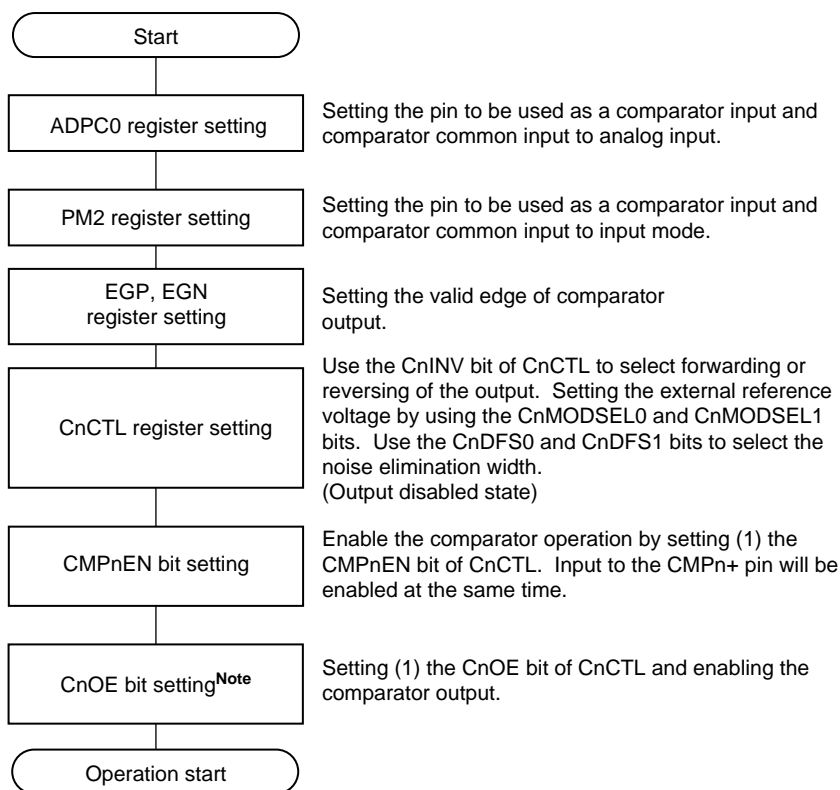 Start
ADPC0 register setting
Setting the pin to be used as a comparator input and
comparator common input to analog input.
PM2 register setting
Setting the pin to be used as a comparator input and
comparator common input to input mode.
EGP, EGN
register setting
Setting the valid edge of comparator
output.
CnCTL register setting
Use the CnINV bit of CnCTL to select forwarding or
reversing of the output.  Setting the external reference
voltage by using the CnMODSEL0 and CnMODSEL1
bits.  Use the CnDFS0 and CnDFS1 bits to select the
noise elimination width.
(Output disabled state)
CMPnEN bit setting
Enable the comparator operation by setting (1) the
CMPnEN bit of CnCTL.  Input to the CMPn+ pin will be
enabled at the same time.
CnOE bit settingNote
Setting (1) the CnOE bit of CnCTL and enabling the
comparator output.
Operation start